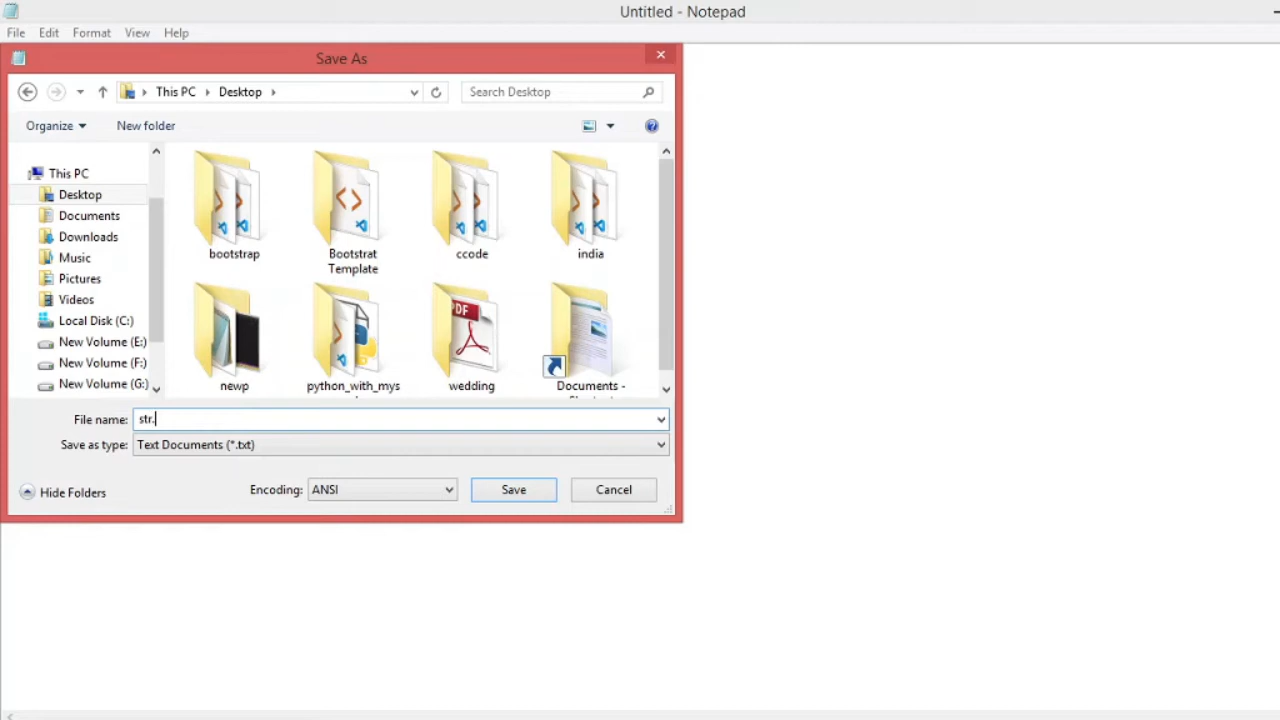 Untitled - Notepad
File Edit Format View Help
Save As
This PC Desktop
Search Desktop
Organize New folder
This PC
Desktop
Documents
Downloads
Music
Pictures
Videos
Local Disk (C:)
New Volume (E:)
New Volume (F:)
New Volume (G:)
bootstrap
Bootstrat
Template
ccode
india
newp
python_with_mys
PDF
wedding
Documents -
File name: str.
Save as type: Text Documents (*.txt)
Hide Folders
Encoding: ANSI
Save
Cancel